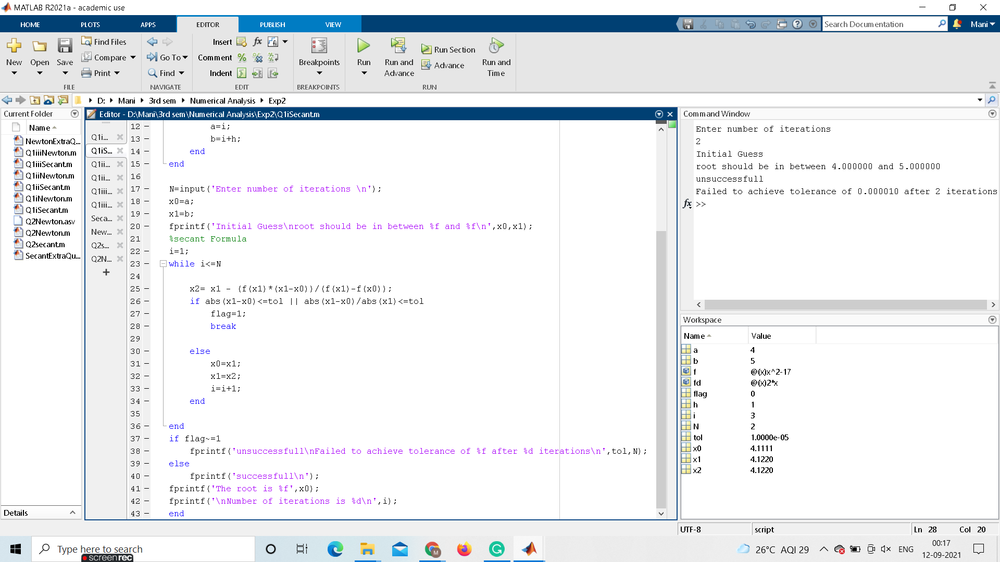 MATLAB R2021a - academic use
HOME PLOTS APPS EDITOR PUBLISH VIEW
Search Documentation Mani
New Open Save Find Files Compare Print
FILE
Go To Find
NAVIGATE
Insert fx fi
Comment
Indent
EDIT
Breakpoints
BREAKPOINTS
Run Run and Advance Run Section Advance Run and Time
RUN
D: Mani 3rd sem Numerical Analysis Exp2
Current Folder
Name
NewtonExtraQ...
Q1iiiNewton.m
Q1iiiSecant.m
Q1iiNewton.m
Q1iiSecant.m
Q1iNewton.m
Q1iSecant.m
Q2Newton.asv
Q2Newton.m
Q2secant.m
SecantExtraQu...
Details
Editor - D:\Mani\3rd sem\Numerical Analysis\Exp2\Q1iSecant.m
Q1i...
Q1iS...
Q1ii...
Q1ii...
Q1iii...
Q1iii...
Seca...
New...
Q2s...
Q2N...
+
12 - a=i;
13 - b=i+h;
14 - end
15 - end
16
17 - N=input('Enter number of iterations \n');
18 - x0=a;
19 - x1=b;
20 - fprintf('Initial Guess\nroot should be in between %f and %f\n',x0,x1);
21 %secant Formula
22 - i=1;
23 - while i<=N
24
25 - x2= x1 - (f(x1)*(x1-x0))/(f(x1)-f(x0));
26 - if abs(x1-x0)<=tol || abs(x1-x0)/abs(x1)<=tol
27 - flag=1;
28 - break
29
30 - else
31 - x0=x1;
32 - x1=x2;
33 - i=i+1;
34 - end
35
36 - end
37 - if flag~=1
38 - fprintf('unsuccessfull\nFailed to achieve tolerance of %f after %d iterations\n',tol,N);
39 - else
40 - fprintf('successfull\n');
41 - fprintf('The root is %f',x0);
42 - fprintf('\nNumber of iterations is %d\n',i);
43 - end
Command Window
Enter number of iterations
2
Initial Guess
root should be in between 4.000000 and 5.000000
unsuccessfull
Failed to achieve tolerance of 0.000010 after 2 iterations
fx >>
Workspace
Name Value
a 4
b 5
f @(x)x^2-17
fd @(x)2*x
flag 0
h 1
i 3
N 2
tol 1.0000e-05
x0 4.1111
x1 4.1220
x2 4.1220
UTF-8 script Ln 28 Col 20
Type here to search
screenrec
26°C AQI 29 ENG 00:17
12-09-2021